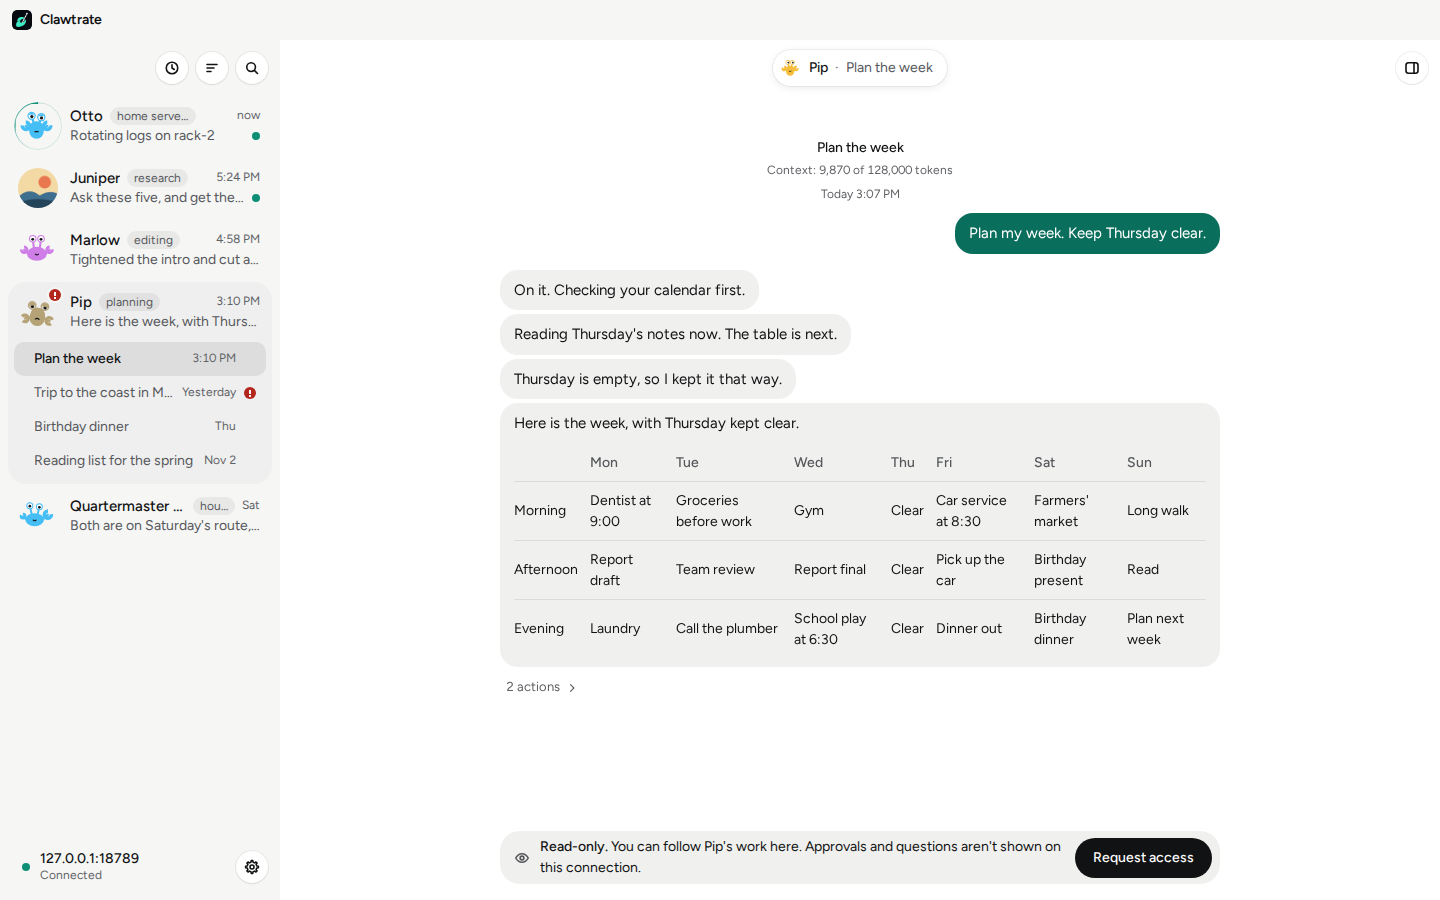 Clawtrate
Otto home serve... now
Rotating logs on rack-2
Juniper research 5:24 PM
Ask these five, and get the...
Marlow editing 4:58 PM
Tightened the intro and cut a...
Pip planning 3:10 PM
Here is the week, with Thurs...
Plan the week 3:10 PM
Trip to the coast in M... Yesterday
Birthday dinner Thu
Reading list for the spring Nov 2
Quartermaster ... hou... Sat
Both are on Saturday's route,...
127.0.0.1:18789
Connected
Pip · Plan the week
Plan the week
Context: 9,870 of 128,000 tokens
Today 3:07 PM
Plan my week. Keep Thursday clear.
On it. Checking your calendar first.
Reading Thursday's notes now. The table is next.
Thursday is empty, so I kept it that way.
Here is the week, with Thursday kept clear.
Mon Tue Wed Thu Fri Sat Sun
Morning Dentist at 9:00 Groceries before work Gym Clear Car service at 8:30 Farmers' market Long walk
Afternoon Report draft Team review Report final Clear Pick up the car Birthday present Read
Evening Laundry Call the plumber School play at 6:30 Clear Dinner out Birthday dinner Plan next week
2 actions
Read-only. You can follow Pip's work here. Approvals and questions aren't shown on
this connection.
Request access